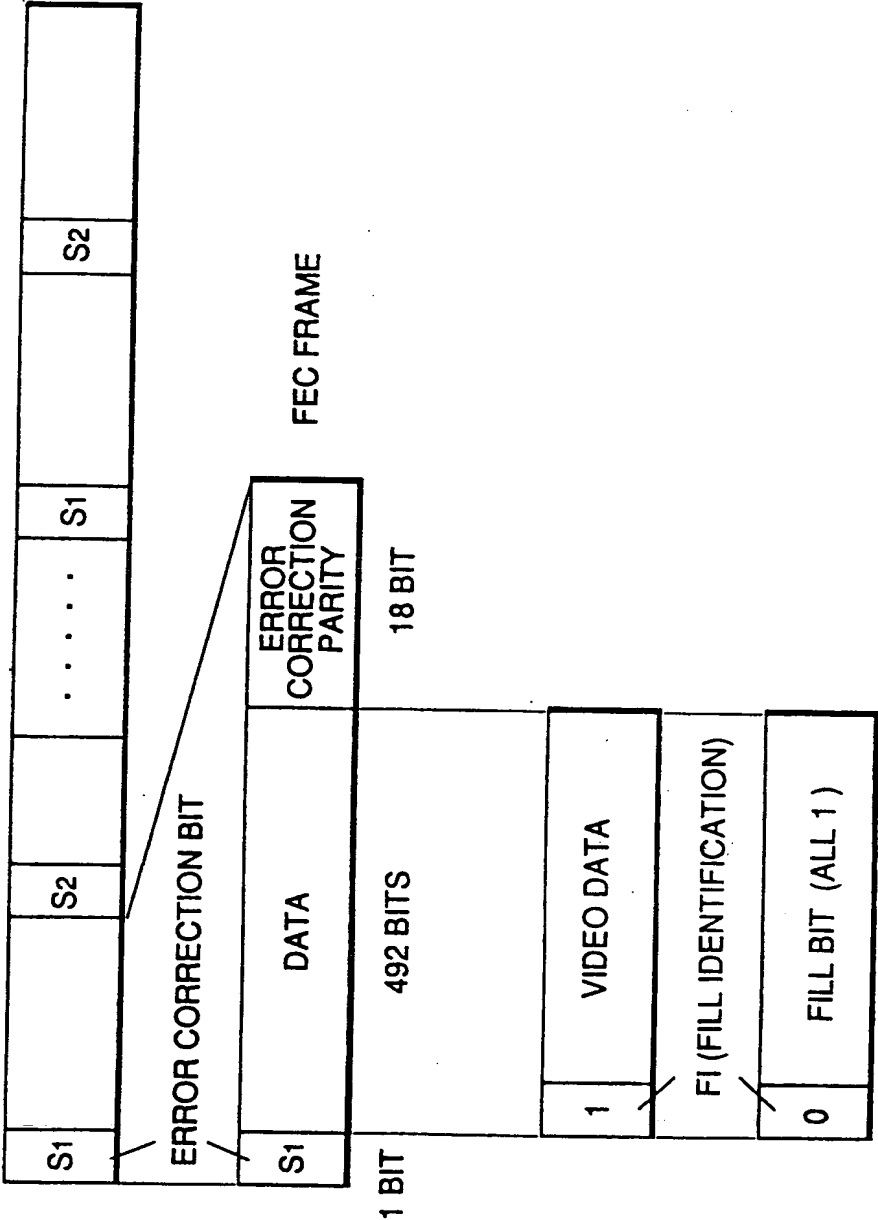 S1
S2
. . . . .
S1
S2
ERROR CORRECTION BIT
S1
DATA
ERROR
CORRECTION
PARITY
FEC FRAME
1 BIT
492 BITS
18 BIT
1
VIDEO DATA
FI (FILL IDENTIFICATION)
0
FILL BIT (ALL 1 )